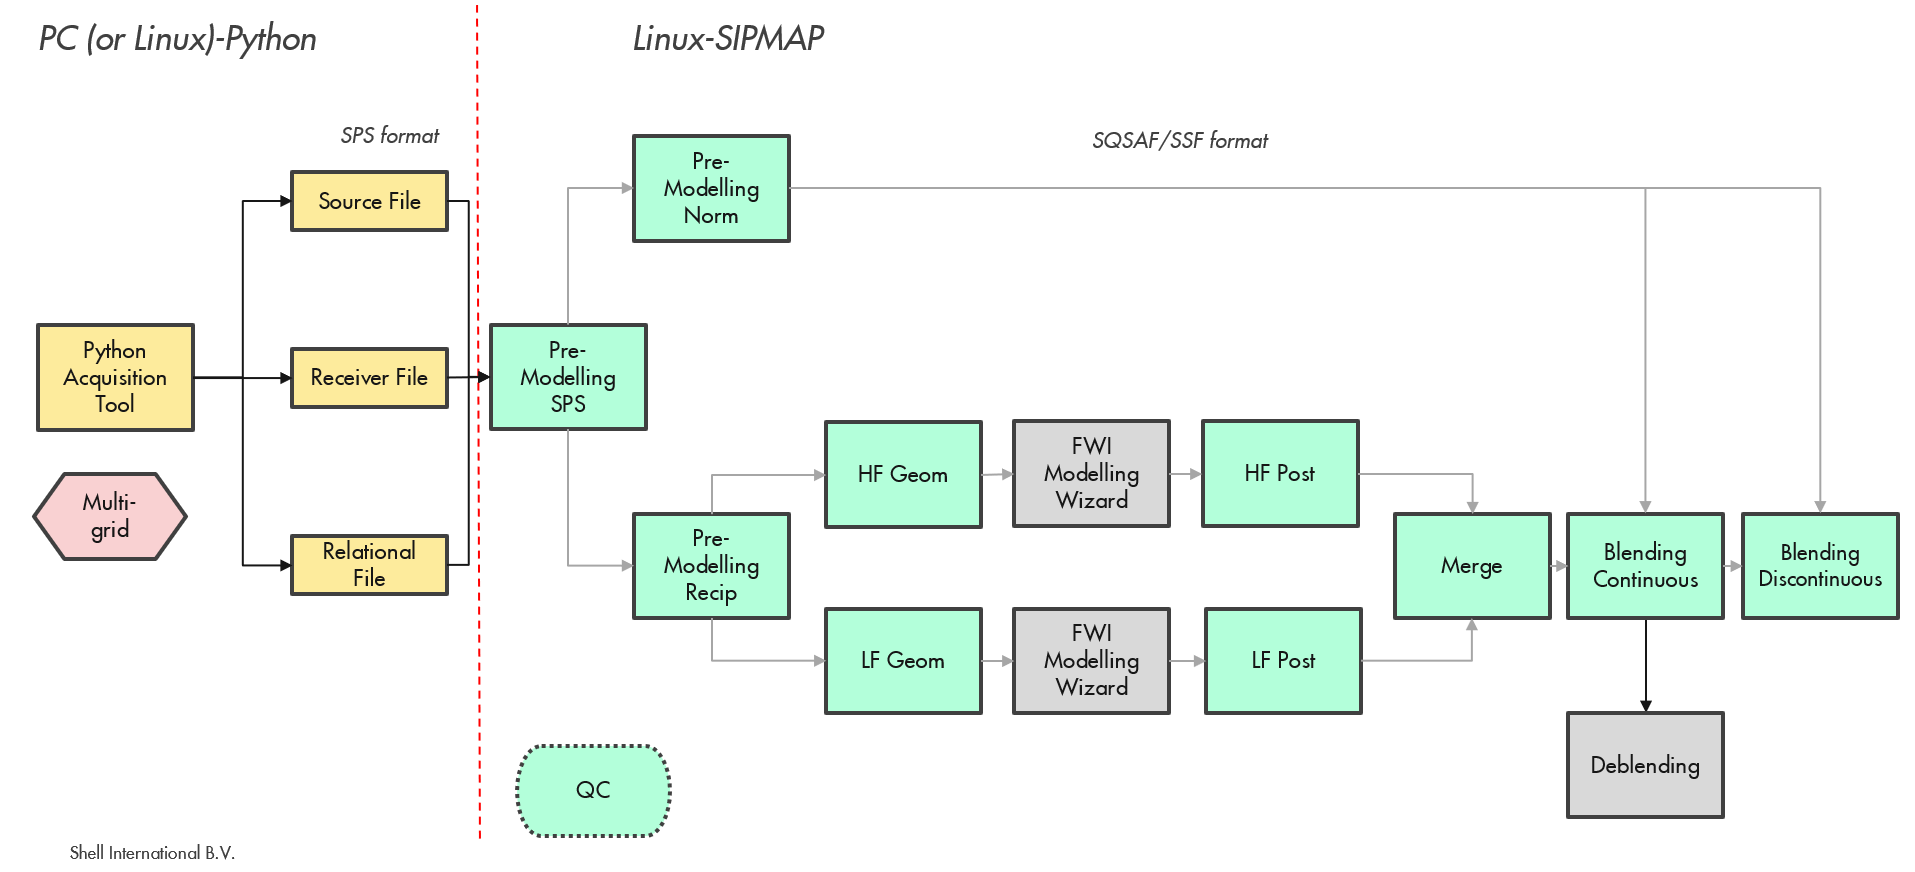 PC (or Linux)-Python
Linux-SIPMAP
SPS format
SQSAF/SSF format
Source File
Python
Acquisition
Tool
Receiver File
Relational
File
Multi-
grid
Pre-
Modelling
Norm
Pre-
Modelling
SPS
Pre-
Modelling
Recip
HF Geom
FWI
Modelling
Wizard
HF Post
LF Geom
FWI
Modelling
Wizard
LF Post
Merge
Blending
Continuous
Blending
Discontinuous
Deblending
QC
Shell International B.V.